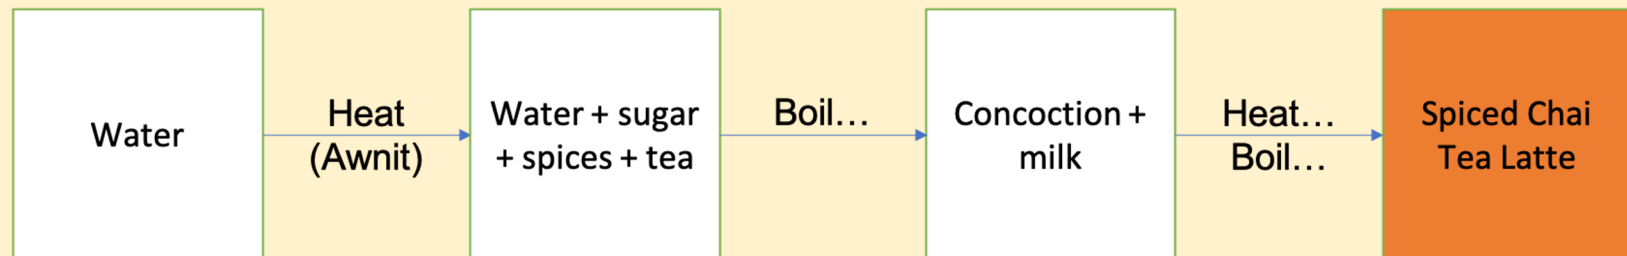 Water
Heat
(Awnit)
Water + sugar
+ spices + tea
Boil…
Concoction +
milk
Heat…
Boil…
Spiced Chai
Tea Latte